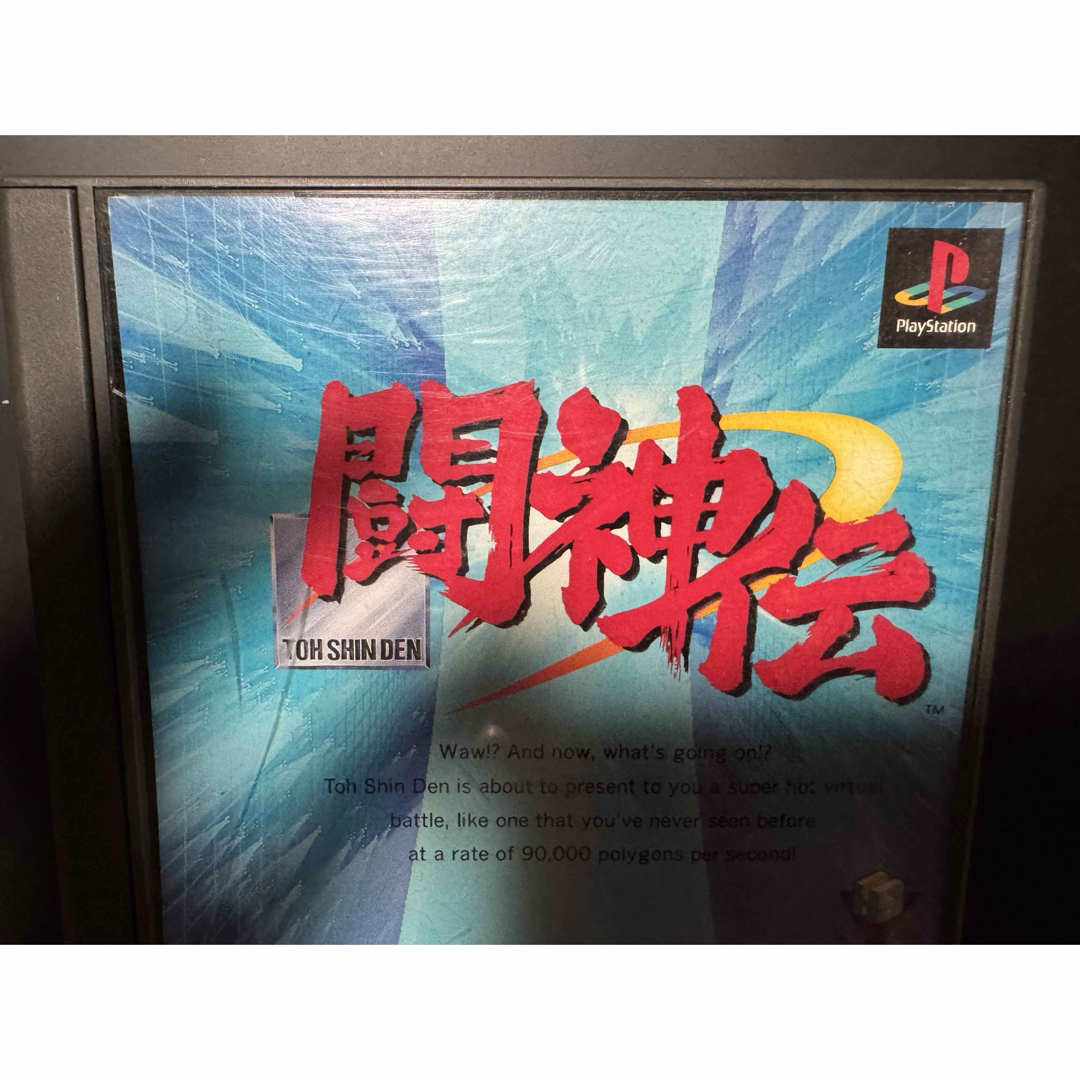 PlayStation
闘神伝
TOH SHIN DEN
TM
Waw!? And now, what's going on!?
Toh Shin Den is about to present to you a super hot virtual
battle, like one that you've never seen before
at a rate of 90,000 polygons per second!